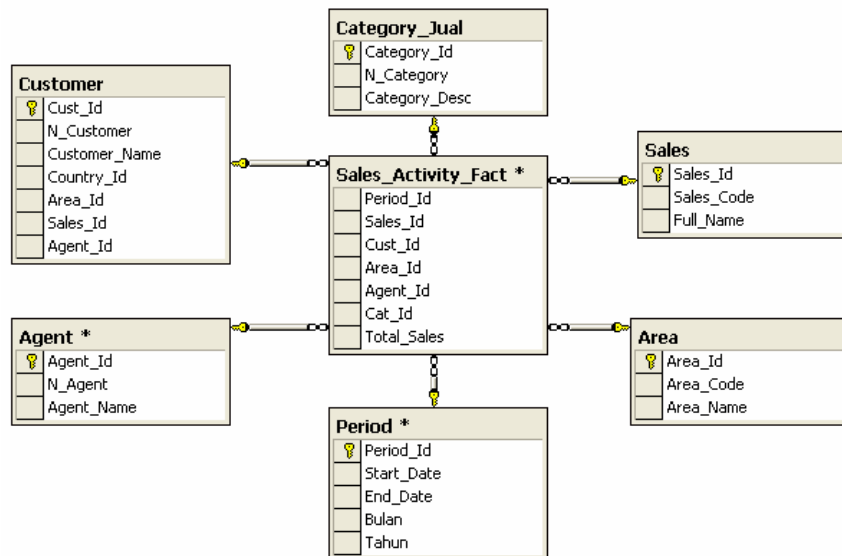 Category_Jual
Category_Id
N_Category
Category_Desc
Customer
Cust_Id
N_Customer
Customer_Name
Country_Id
Area_Id
Sales_Id
Agent_Id
Sales_Activity_Fact *
Period_Id
Sales_Id
Cust_Id
Area_Id
Agent_Id
Cat_Id
Total_Sales
Sales
Sales_Id
Sales_Code
Full_Name
Agent *
Agent_Id
N_Agent
Agent_Name
Area
Area_Id
Area_Code
Area_Name
Period *
Period_Id
Start_Date
End_Date
Bulan
Tahun